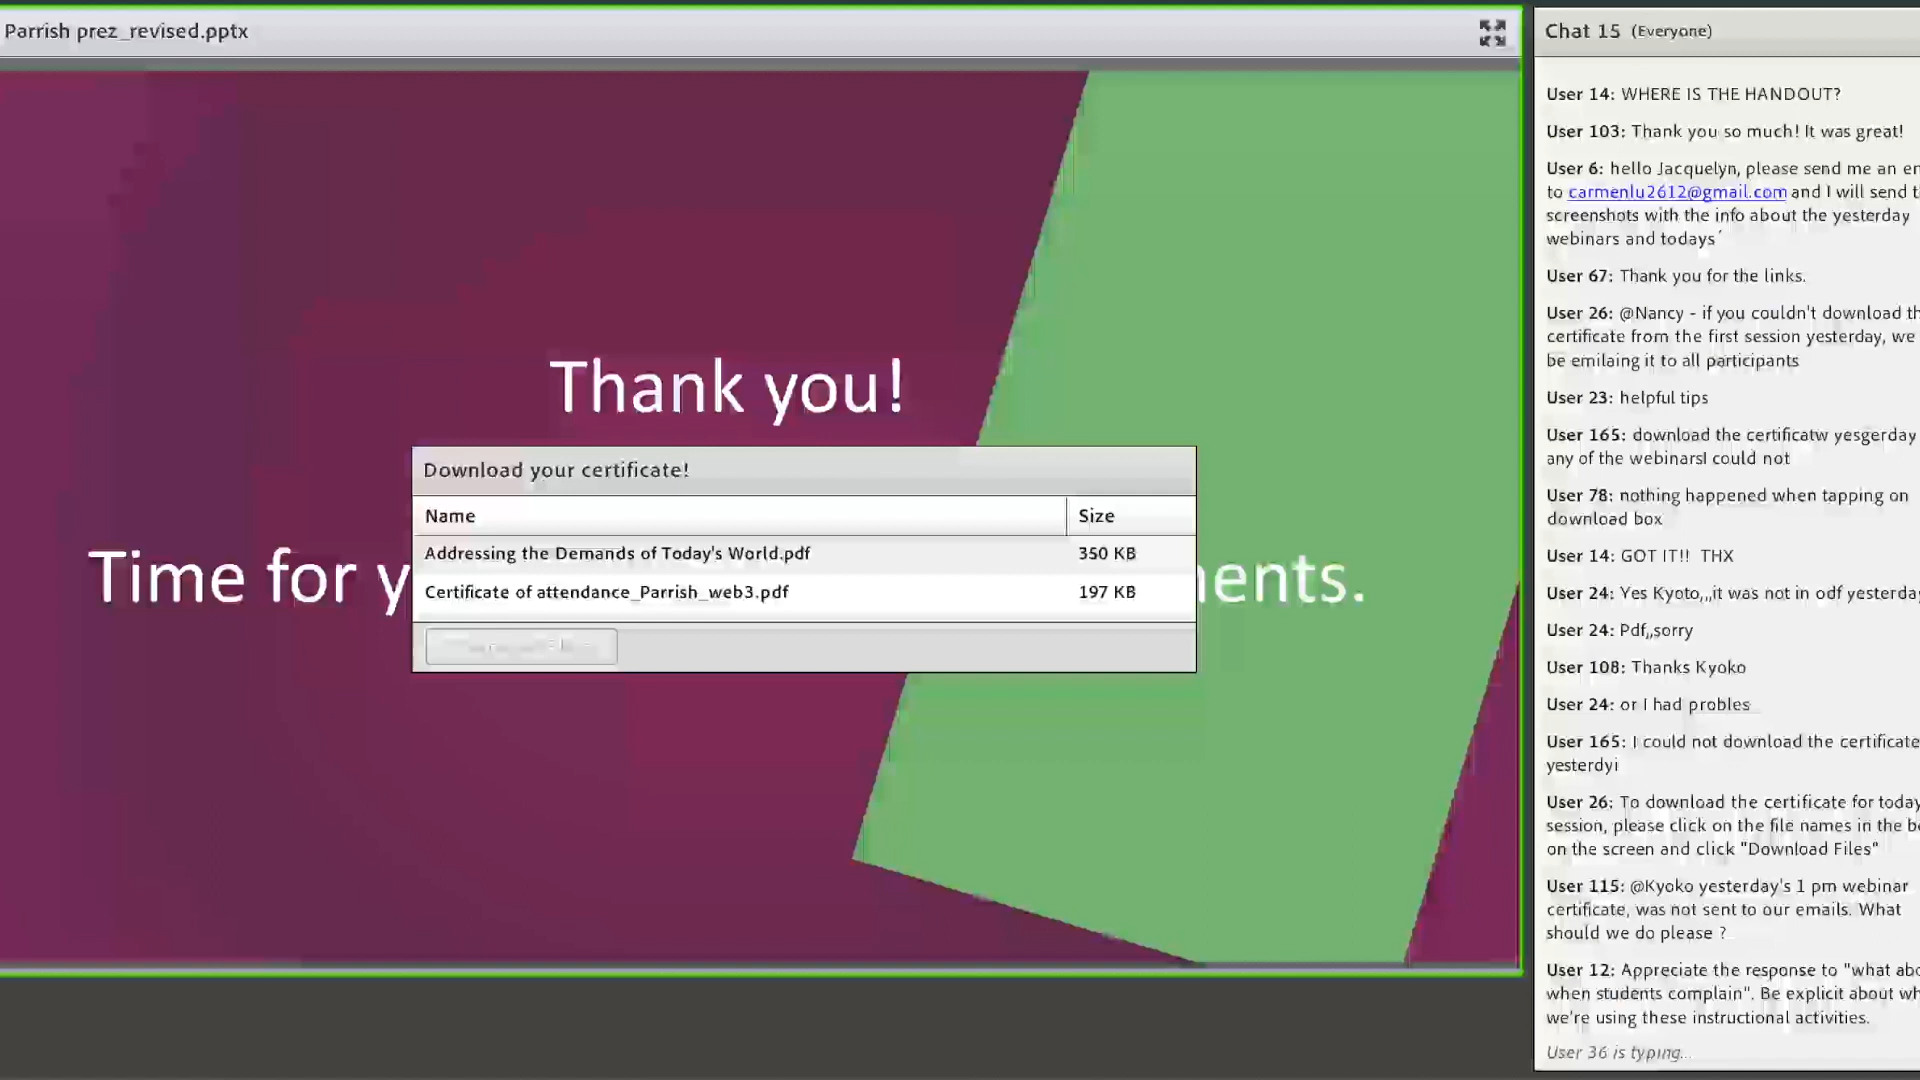 Parrish prez_revised.pptx
Thank you!
Download your certificate!
Name Size
Addressing the Demands of Today's World.pdf 350 KB
Certificate of attendance_Parrish_web3.pdf 197 KB
Time for
Chat 15 (Everyone)
User 14: WHERE IS THE HANDOUT?
User 103: Thank you so much! It was great!
User 6: hello Jacquelyn, please send me an
to carmenlu2612@gmail.com and I will send
screenshots with the info about the yesterday
webinars and todays´
User 67: Thank you for the links.
User 26: @Nancy - if you couldn't download
certificate from the first session yesterday, we
be emilaing it to all participants
User 23: helpful tips
User 165: download the certificatw yesgerday
any of the webinarsI could not
User 78: nothing happened when tapping on
download box
User 14: GOT IT!! THX
User 24: Yes Kyoto,,,it was not in odf
User 24: Pdf,,sorry
User 108: Thanks Kyoko
User 24: or I had probles
User 165: I could not download the certificate
yesterdyi
User 26: To download the certificate for
session, please click on the file names in the
on the screen and click "Download Files"
User 115: @Kyoko yesterday's 1 pm webinar
certificate, was not sent to our emails. What
should we do please ?
User 12: Appreciate the response to "what
when students complain". Be explicit about
we're using these instructional activities.
User 36 is typing...